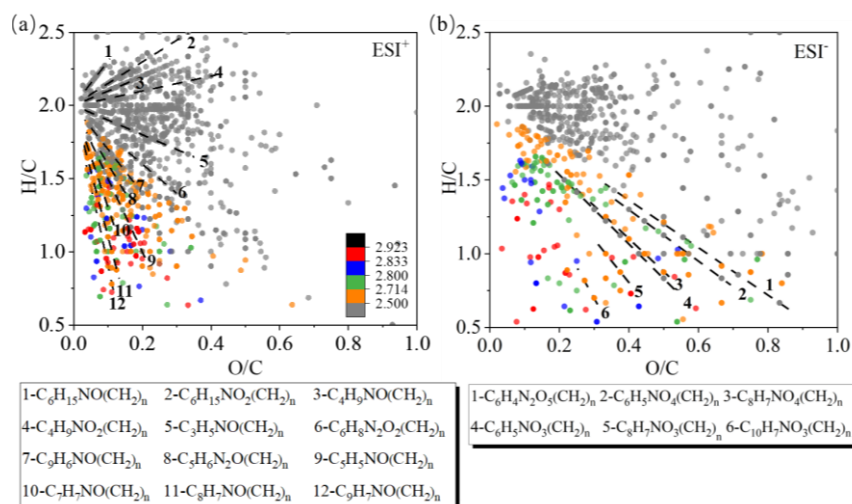 (a)
ESI⁺
H/C
2.5
2.0
1.5
1.0
0.5
0.0 0.2 0.4 0.6 0.8 1.0
O/C
1 2 3 4 5 6 7 8 9 10 11 12
2.923
2.833
2.800
2.714
2.500
(b)
ESI⁻
H/C
2.5
2.0
1.5
1.0
0.5
0.0 0.2 0.4 0.6 0.8 1.0
O/C
1 2 3 4 5 6
1-C₆H₁₅NO(CH₂)ₙ 2-C₆H₁₅NO₂(CH₂)ₙ 3-C₄H₉NO(CH₂)ₙ
4-C₄H₉NO₂(CH₂)ₙ 5-C₃H₅NO(CH₂)ₙ 6-C₆H₈N₂O₂(CH₂)ₙ
7-C₉H₆NO(CH₂)ₙ 8-C₅H₆N₂O(CH₂)ₙ 9-C₅H₅NO(CH₂)ₙ
10-C₇H₇NO(CH₂)ₙ 11-C₈H₇NO(CH₂)ₙ 12-C₉H₇NO(CH₂)ₙ
1-C₆H₄N₂O₅(CH₂)ₙ 2-C₆H₅NO₄(CH₂)ₙ 3-C₈H₇NO₄(CH₂)ₙ
4-C₆H₅NO₃(CH₂)ₙ 5-C₈H₇NO₃(CH₂)ₙ 6-C₁₀H₇NO₃(CH₂)ₙ